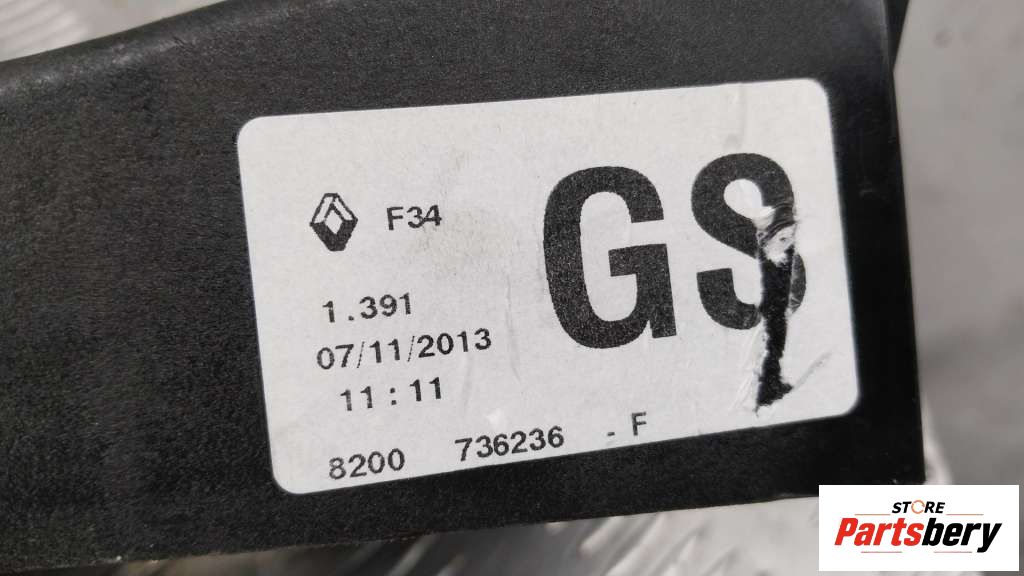 F34
GS
1.391
07/11/2013
11:11
8200 736236 - F
STORE
Partsbery